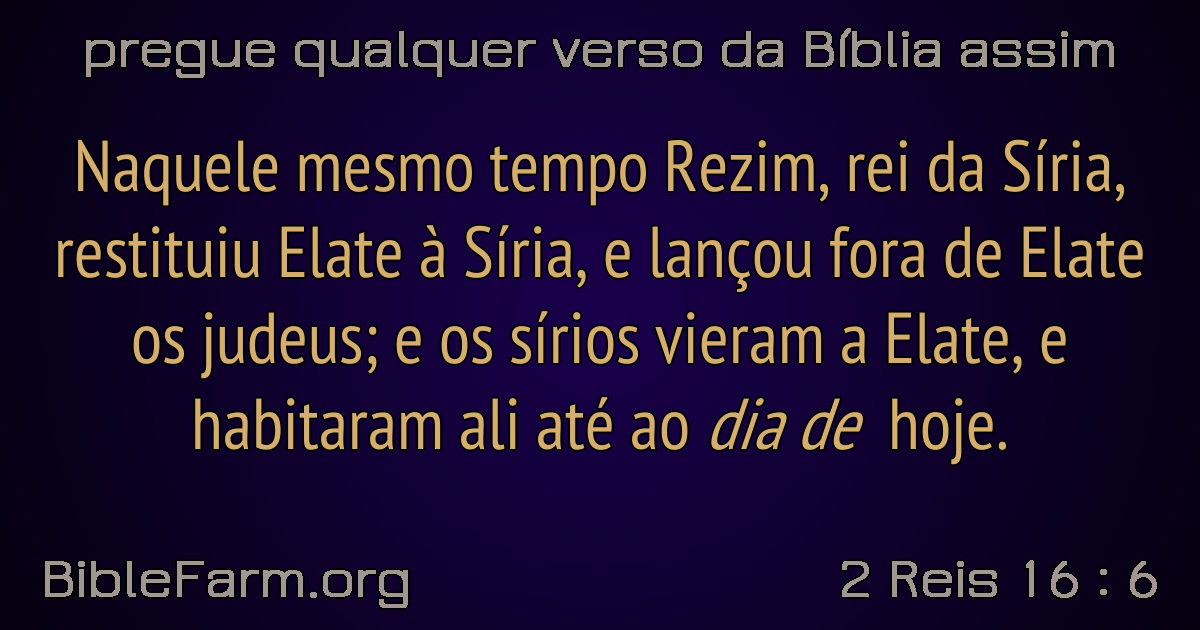 pregue qualquer verso da Bíblia assim
Naquele mesmo tempo Rezim, rei da Síria,
restituiu Elate à Síria, e lançou fora de Elate
os judeus; e os sírios vieram a Elate, e
habitaram ali até ao dia de hoje.
BibleFarm.org
2 Reis 16 : 6